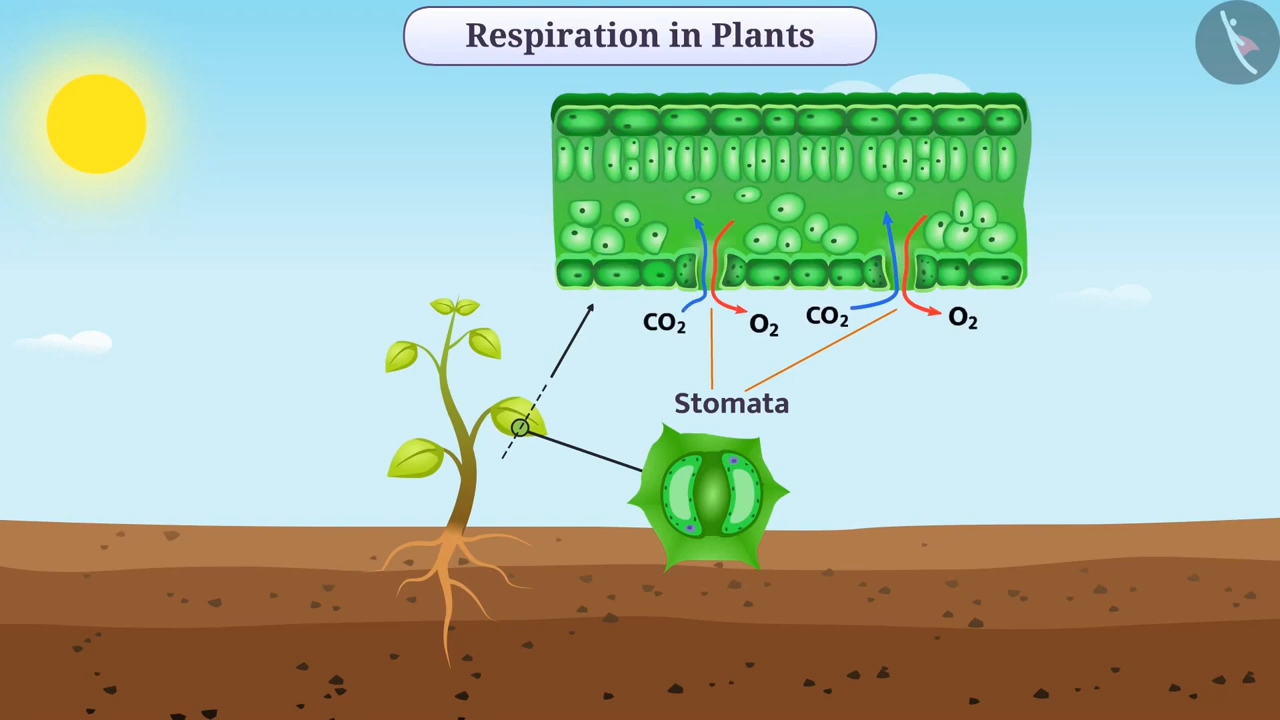 Respiration in Plants
CO₂
O₂
CO₂
O₂
Stomata